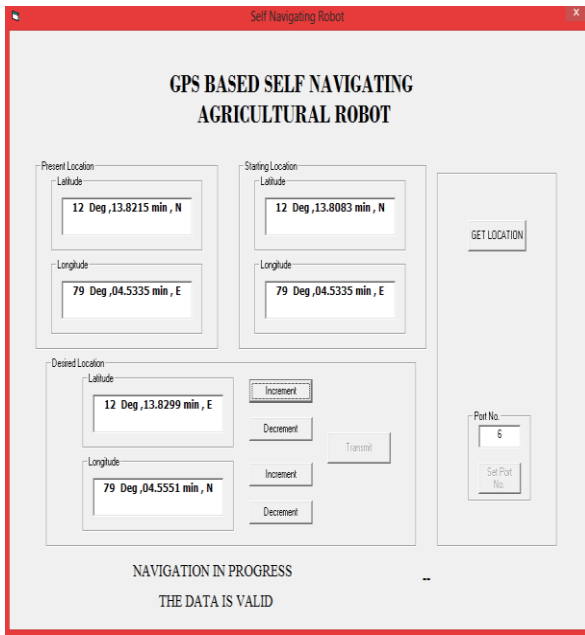 Self Navigating Robot
x
GPS BASED SELF NAVIGATING
AGRICULTURAL ROBOT
Present Location
Latitude
12 Deg ,13.8215 min , N
Longitude
79 Deg ,04.5335 min , E
Starting Location
Latitude
12 Deg ,13.8083 min , N
Longitude
79 Deg ,04.5335 min , E
GET LOCATION
Desired Location
Latitude
12 Deg ,13.8299 min , E
Increment
Decrement
Longitude
79 Deg ,04.5551 min , N
Increment
Decrement
Transmit
Port No.
6
Set Port
No.
NAVIGATION IN PROGRESS
--
THE DATA IS VALID